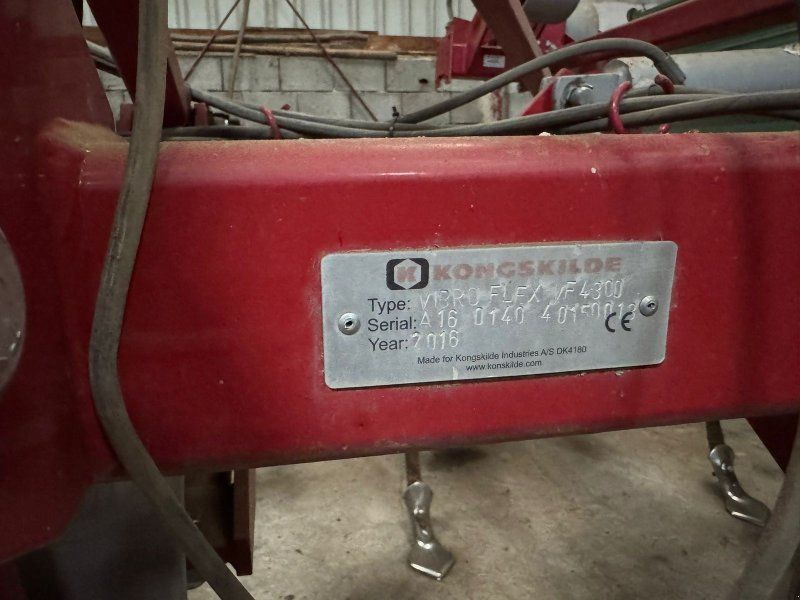 KONGSKILDE
Type: VIBRO FLEX VF4300
Serial: A16 0140 40150013
Year: 2016
CE
Made for Kongskilde Industries A/S DK4180
www.konskilde.com